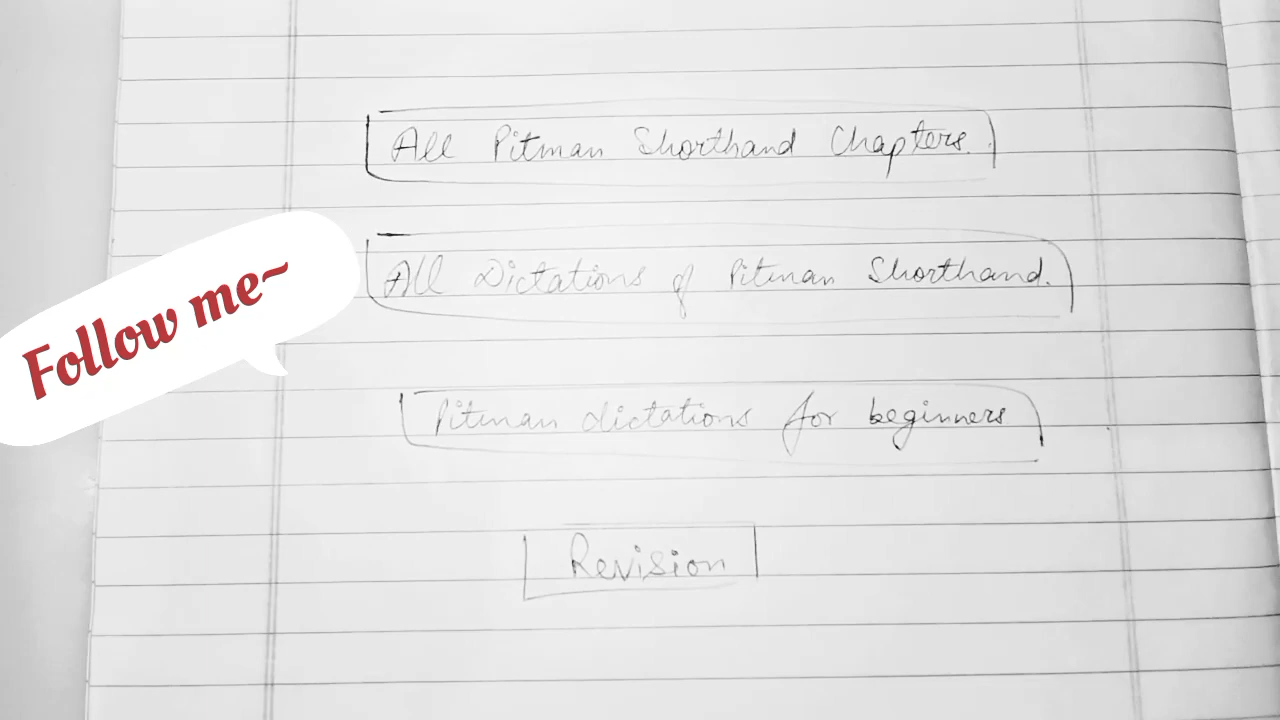 All Pitman Shorthand Chapters.
All Dictations of Pitman Shorthand.
Follow me~
Pitman dictations for beginners
Revision